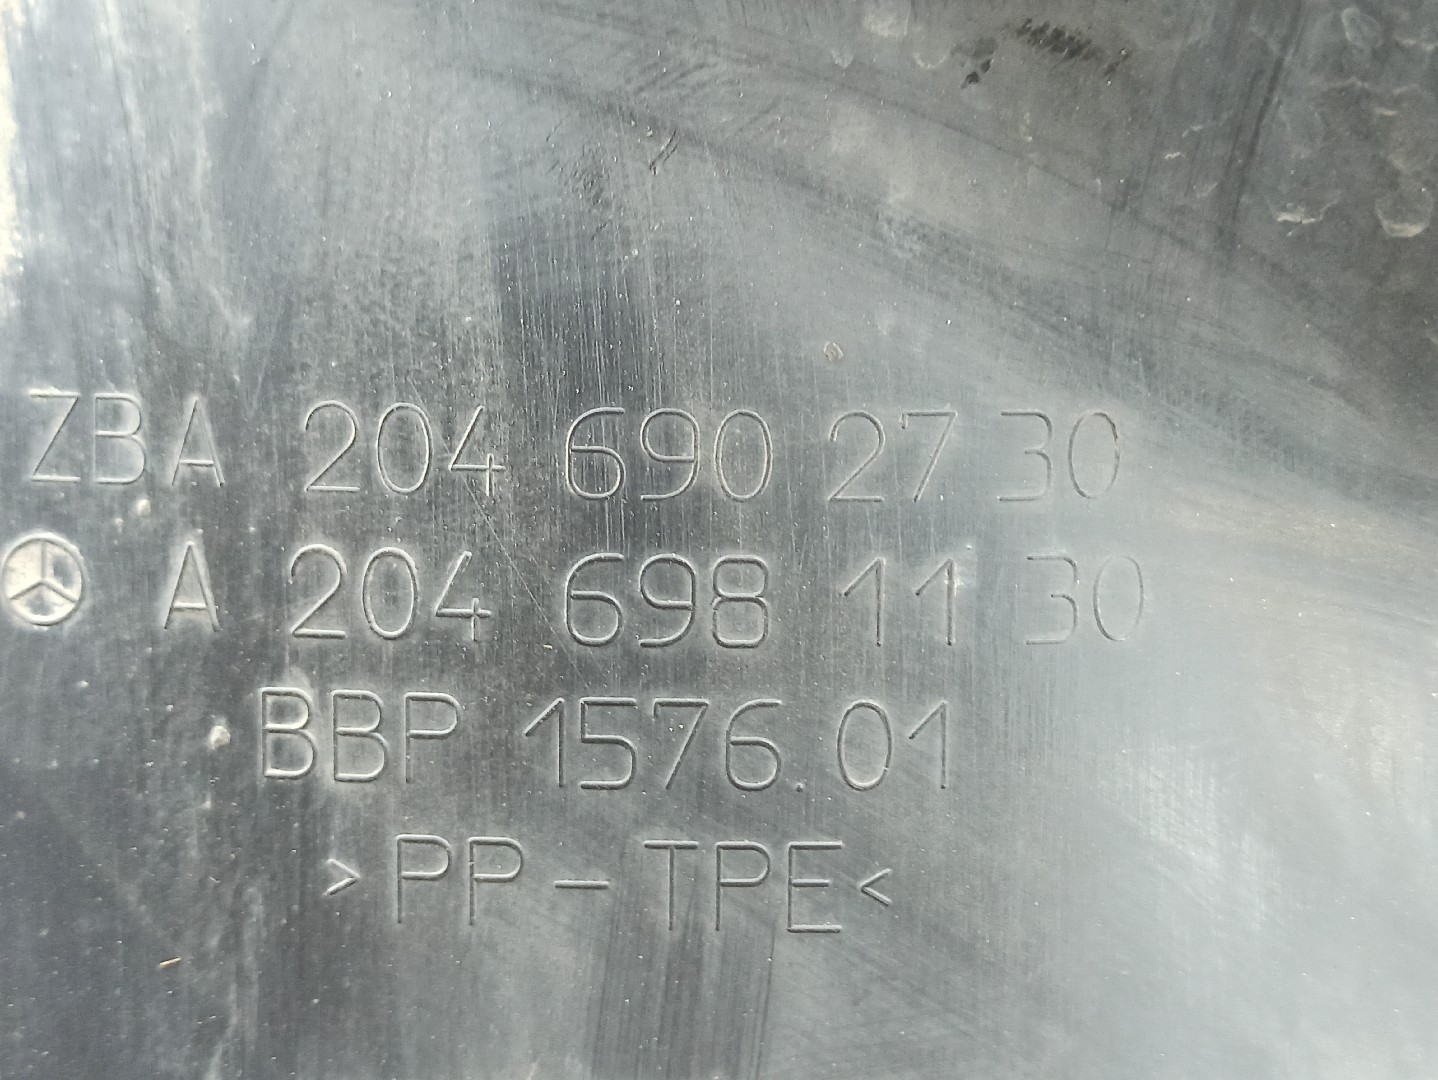 ZBA 204 690 27 30
A 204 698 11 30
BBP 1576.01
>PP-TPE<